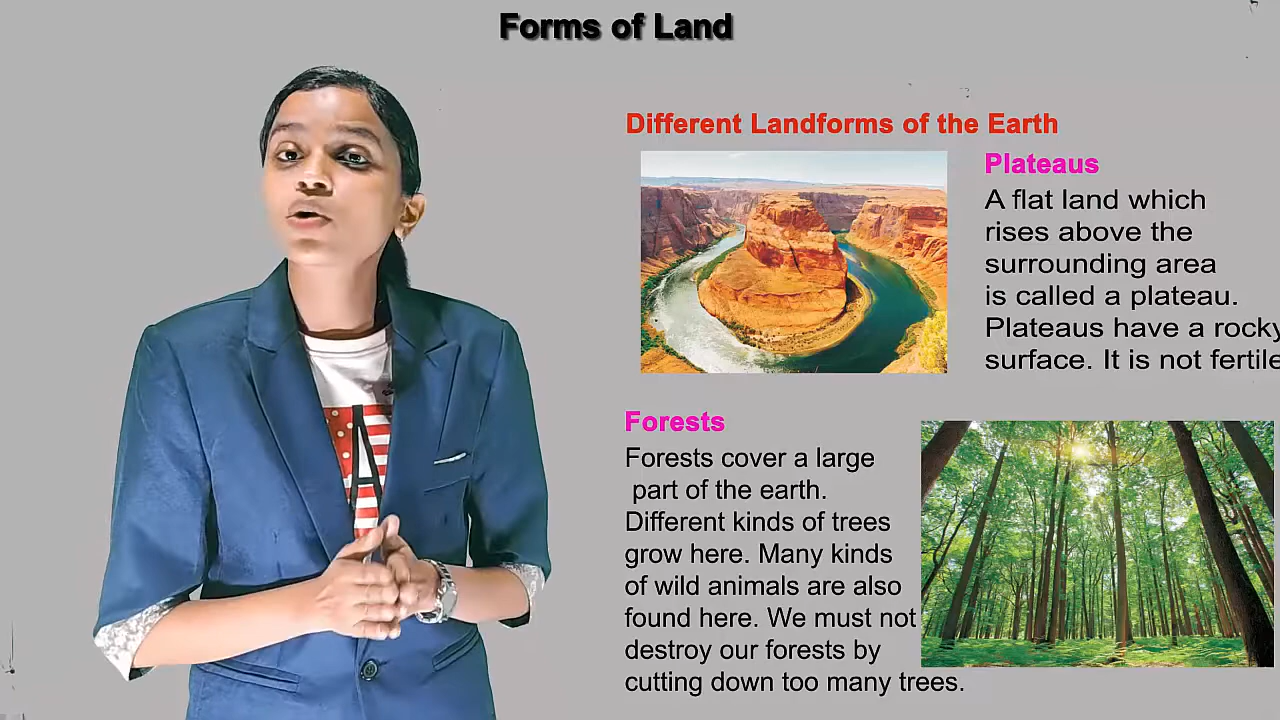 Forms of Land
Different Landforms of the Earth
Plateaus
A flat land which
rises above the
surrounding area
is called a plateau.
Plateaus have a rocky
surface. It is not fertile
Forests
Forests cover a large
part of the earth.
Different kinds of trees
grow here. Many kinds
of wild animals are also
found here. We must not
destroy our forests by
cutting down too many trees.
A